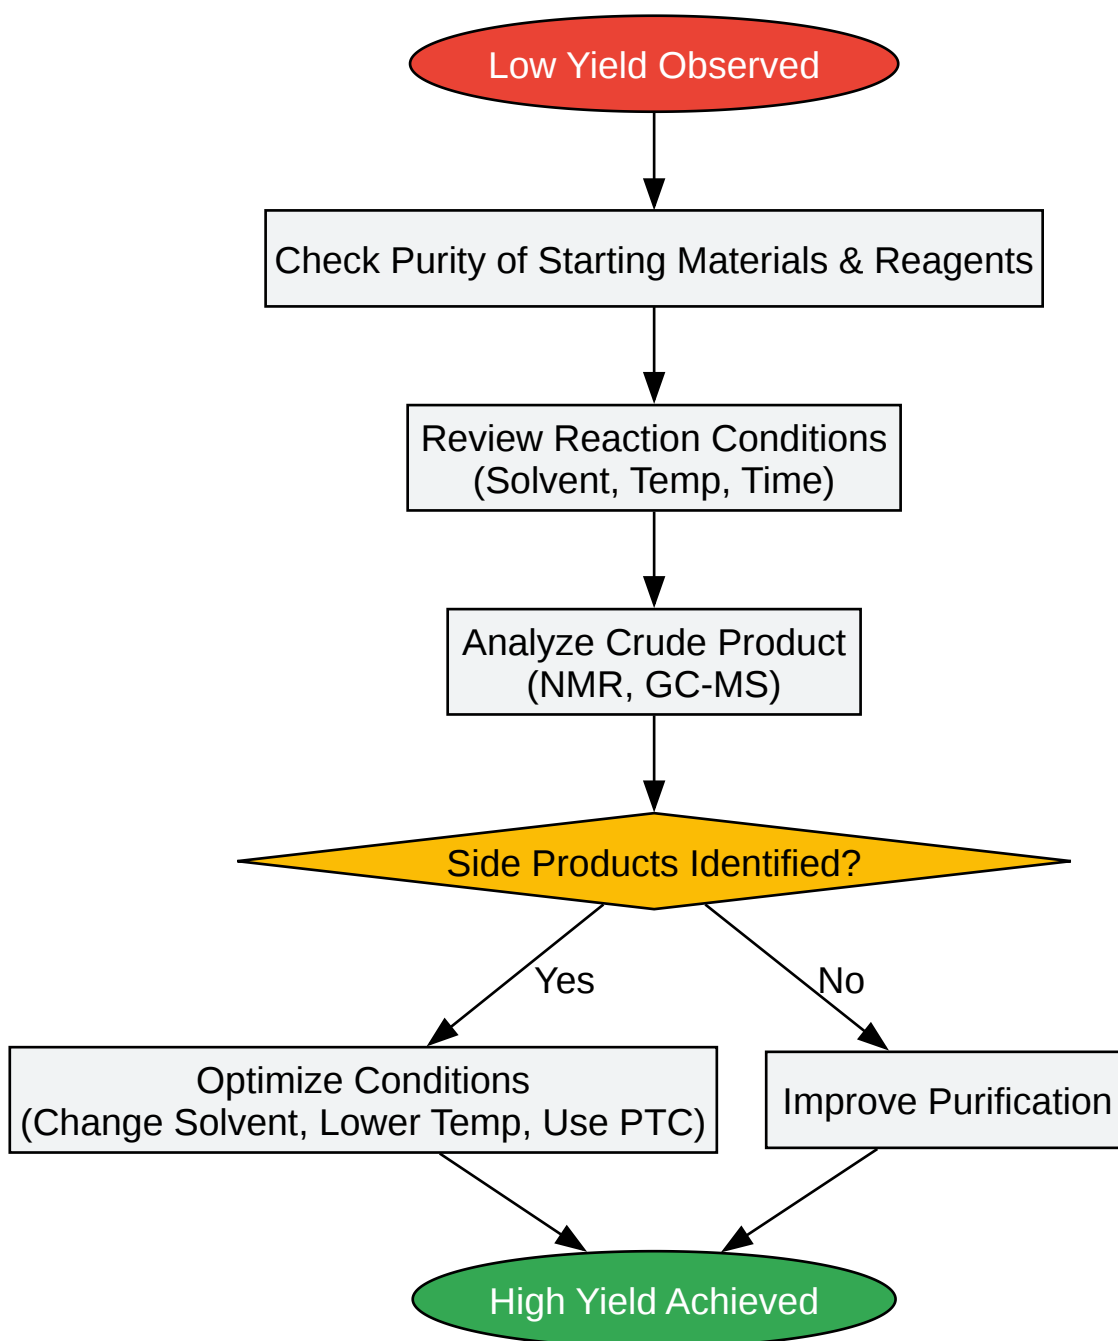 Low Yield Observed
Check Purity of Starting Materials & Reagents
Review Reaction Conditions
(Solvent, Temp, Time)
Analyze Crude Product
(NMR, GC-MS)
Side Products Identified?
Yes
No
Optimize Conditions
(Change Solvent, Lower Temp, Use PTC)
Improve Purification
High Yield Achieved